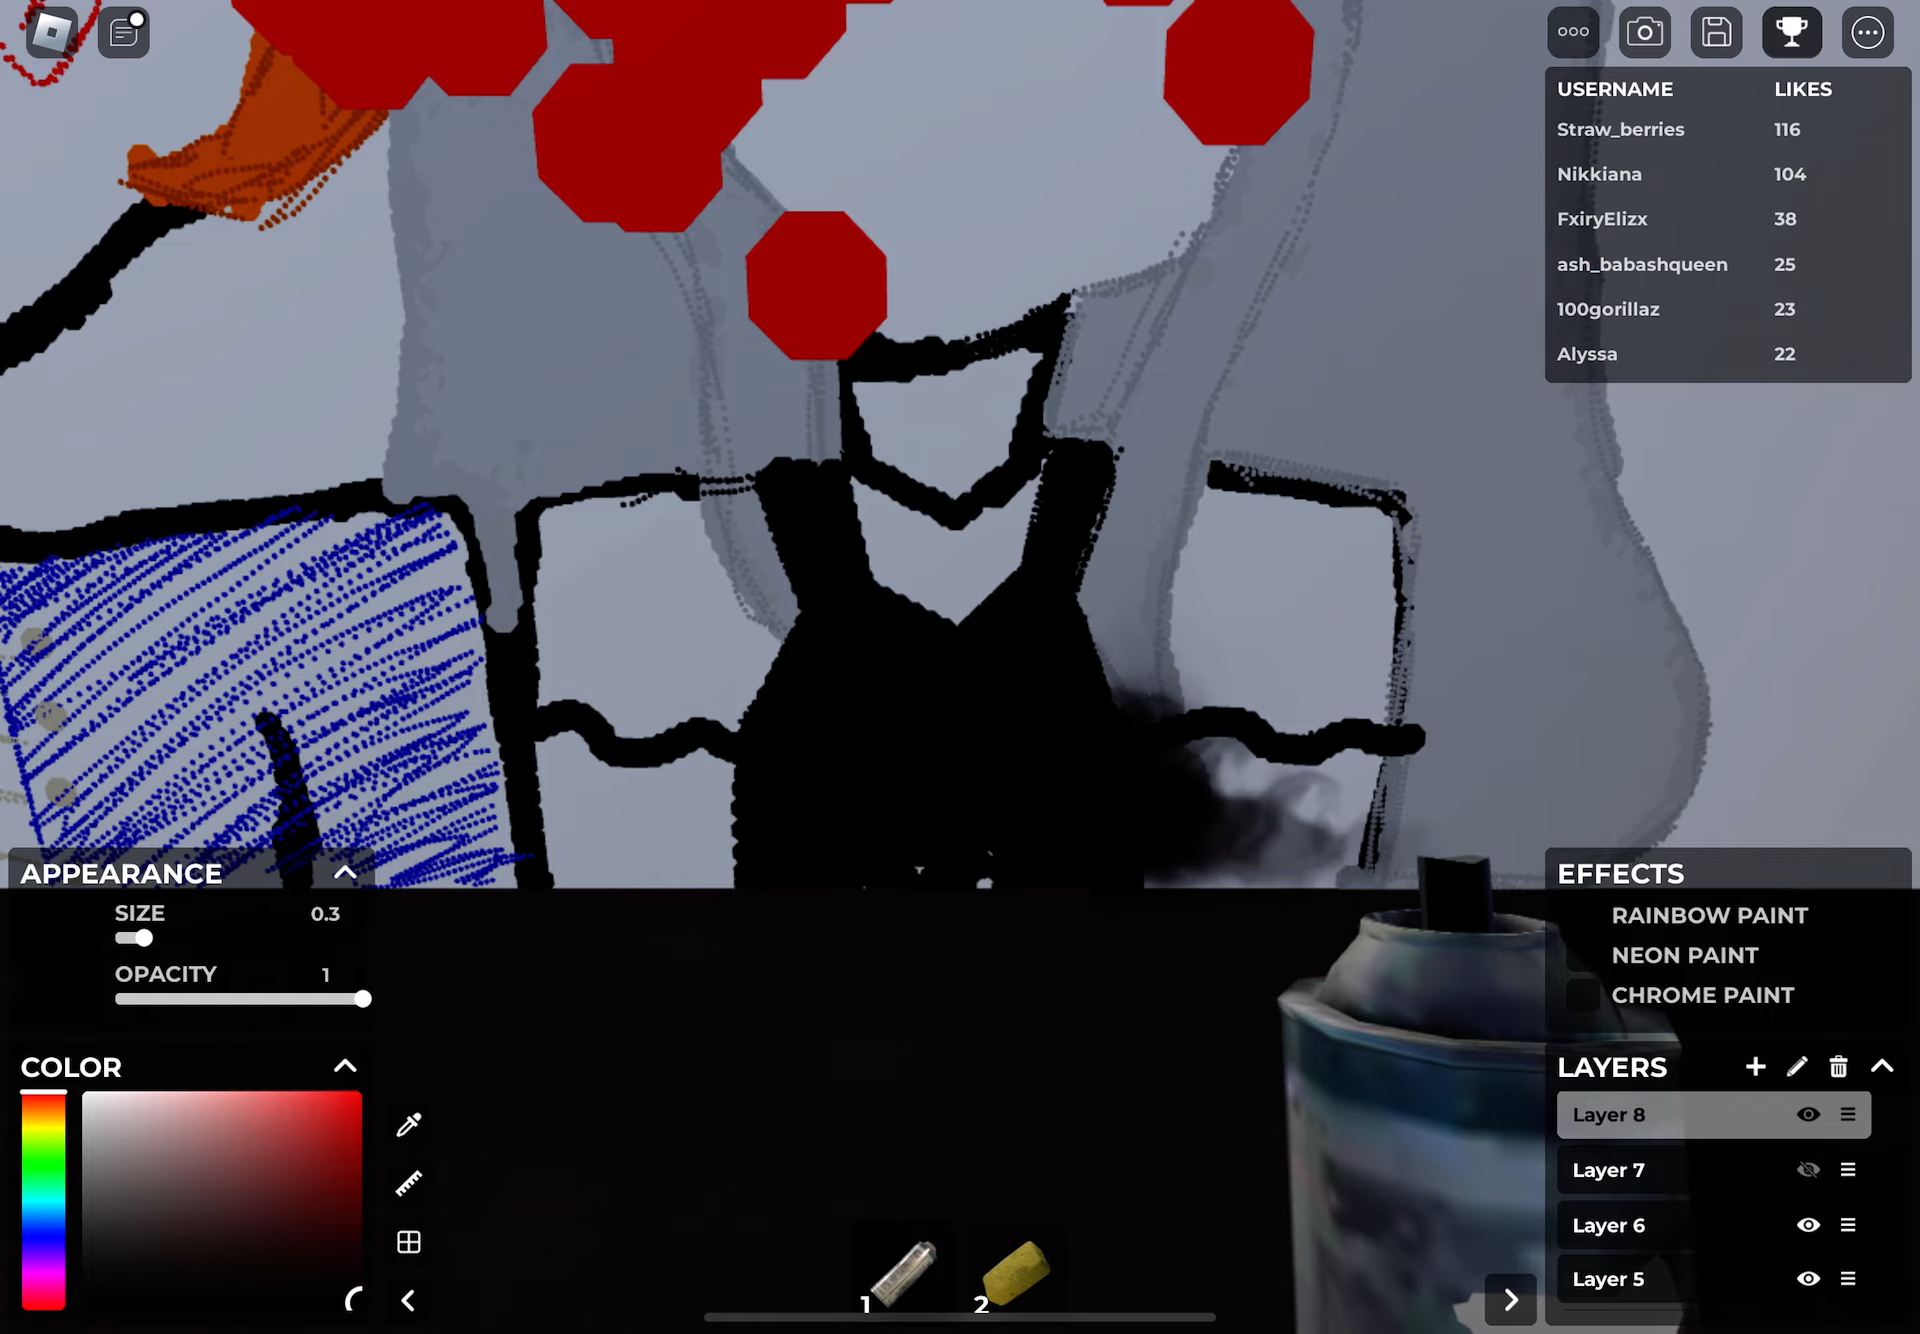 USERNAME LIKES
Straw_berries 116
Nikkiana 104
FxiryElizx 38
ash_babashqueen 25
100gorillaz 23
Alyssa 22
APPEARANCE
SIZE 0.3
OPACITY 1
COLOR
1 2
EFFECTS
RAINBOW PAINT
NEON PAINT
CHROME PAINT
LAYERS
Layer 8
Layer 7
Layer 6
Layer 5